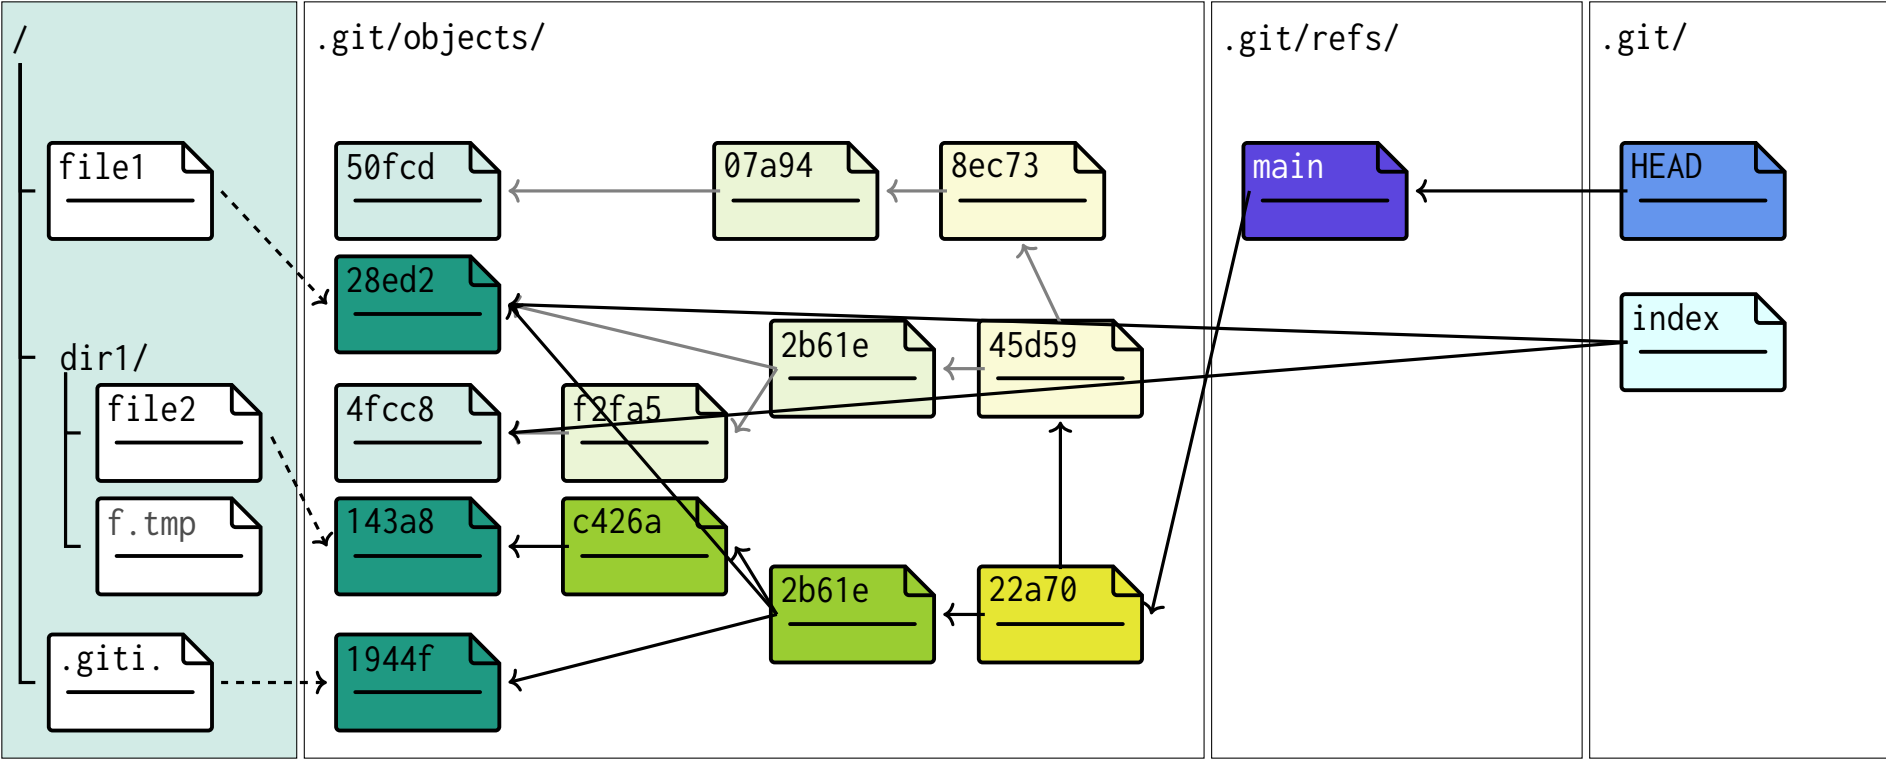 /
.git/objects/
.git/refs/
.git/
file1
50fcd
07a94
8ec73
main
HEAD
28ed2
index
dir1/
2b61e
45d59
file2
4fcc8
f2fa5
f.tmp
143a8
c426a
2b61e
22a70
.giti.
1944f